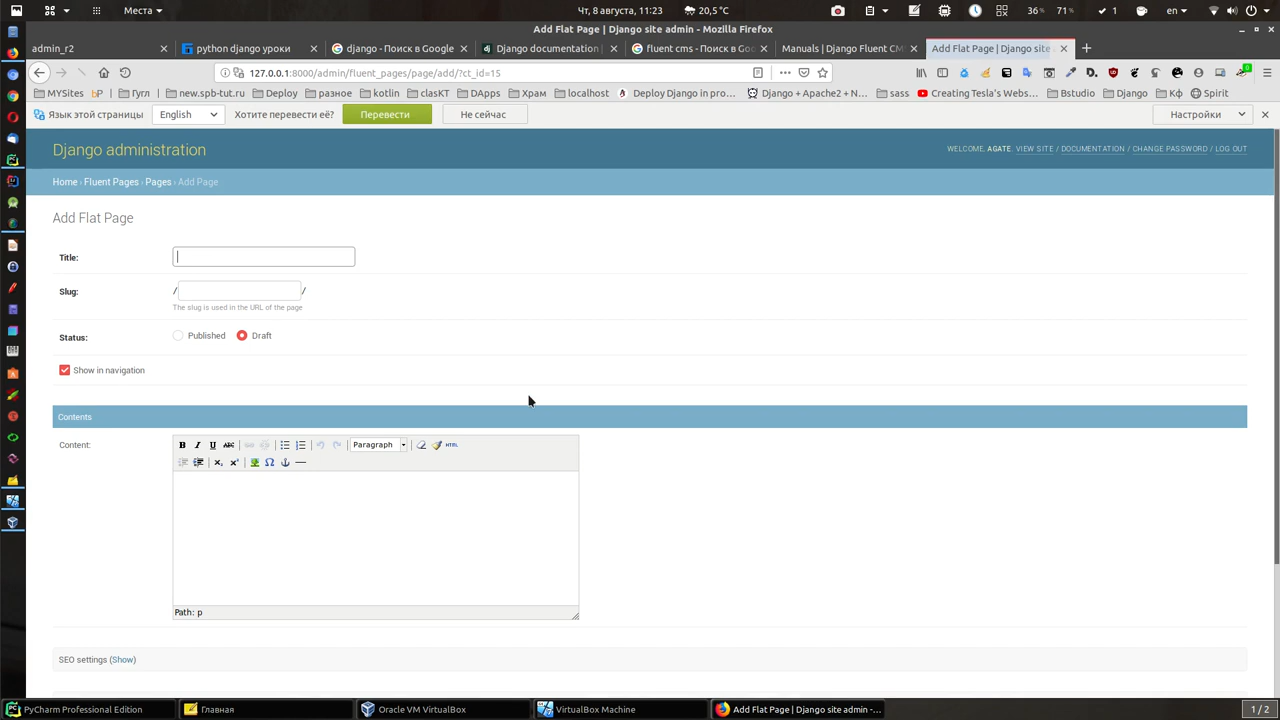 Места
Чт, 8 августа, 11:23
20,5 °C
36%
71%
1
en
Add Flat Page | Django site admin - Mozilla Firefox
admin_r2
python django уроки
django - Поиск в Google
Django documentation
fluent cms - Поиск в Goo
Manuals | Django Fluent CM
Add Flat Page | Django site
127.0.0.1:8000/admin/fluent_pages/page/add/?ct_id=15
MYSites
ЬР
Гугл
new.spb-tut.ru
Deploy
разное
kotlin
claskT
DApps
Храм
localhost
Deploy Django in pro...
Django + Apache2 + N...
sass
Creating Tesla's Webs...
Bstudio
Django
Кф
Spirit
Язык этой страницы
English
Хотите перевести её?
Перевести
Не сейчас
Настройки
Django administration
WELCOME, AGATE. VIEW SITE / DOCUMENTATION / CHANGE PASSWORD / LOG OUT
Home › Fluent Pages › Pages › Add Page
Add Flat Page
Title:
Slug:
/ /
The slug is used in the URL of the page
Status:
Published
Draft
Show in navigation
Contents
Content:
B I U ABC
Paragraph
HTML
Path: p
SEO settings (Show)
PyCharm Professional Edition
Главная
Oracle VM VirtualBox
VirtualBox Machine
Add Flat Page | Django site admin -...
1 / 2